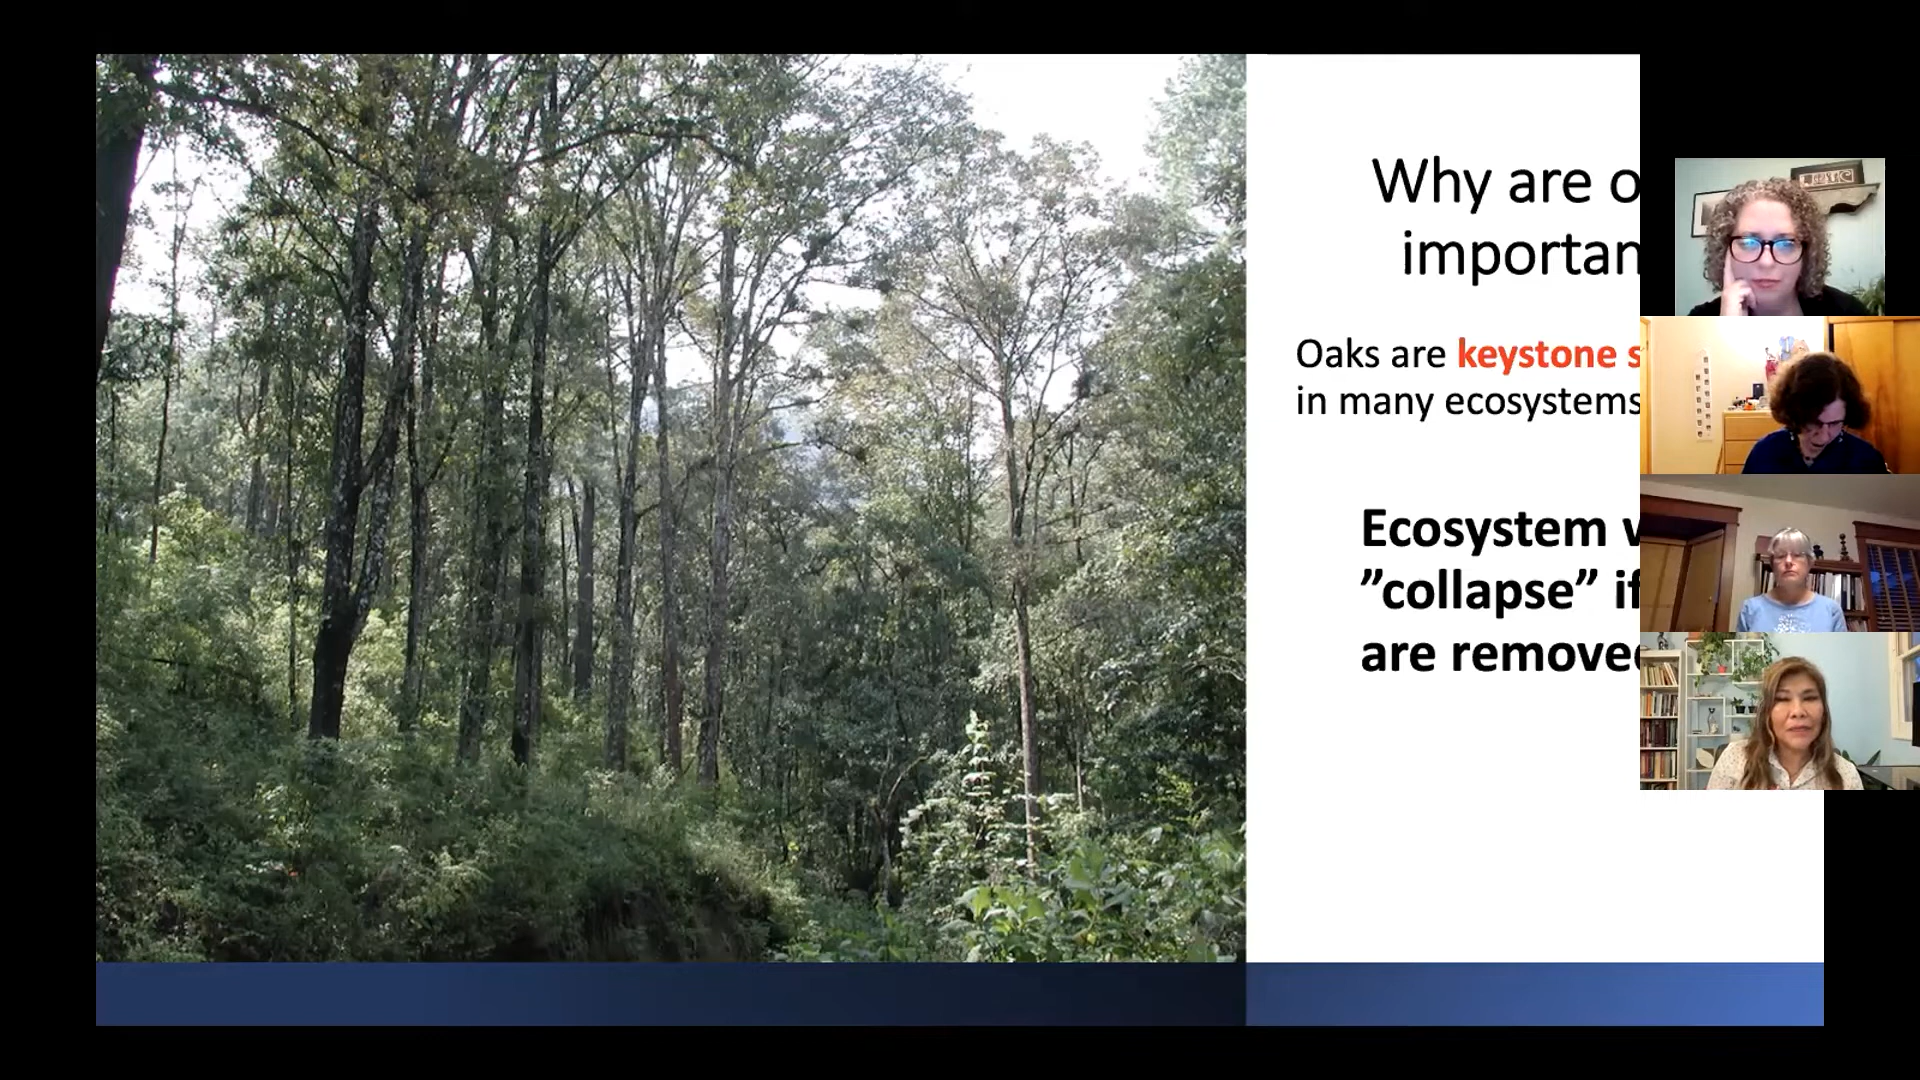 Why are o
importan
Oaks are keystone s
in many ecosystems
Ecosystem
”collapse” if
are remove